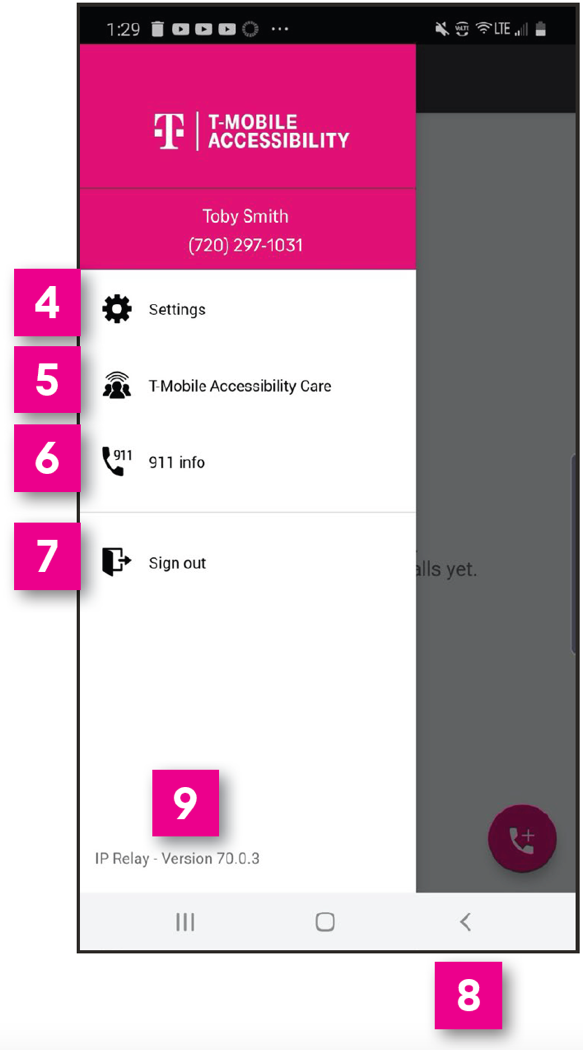 1:29
LTE
T-MOBILE
ACCESSIBILITY
Toby Smith
(720) 297-1031
4
Settings
5
T-Mobile Accessibility Care
6
911
911 info
7
Sign out
alls yet.
9
IP Relay - Version 70.0.3
8